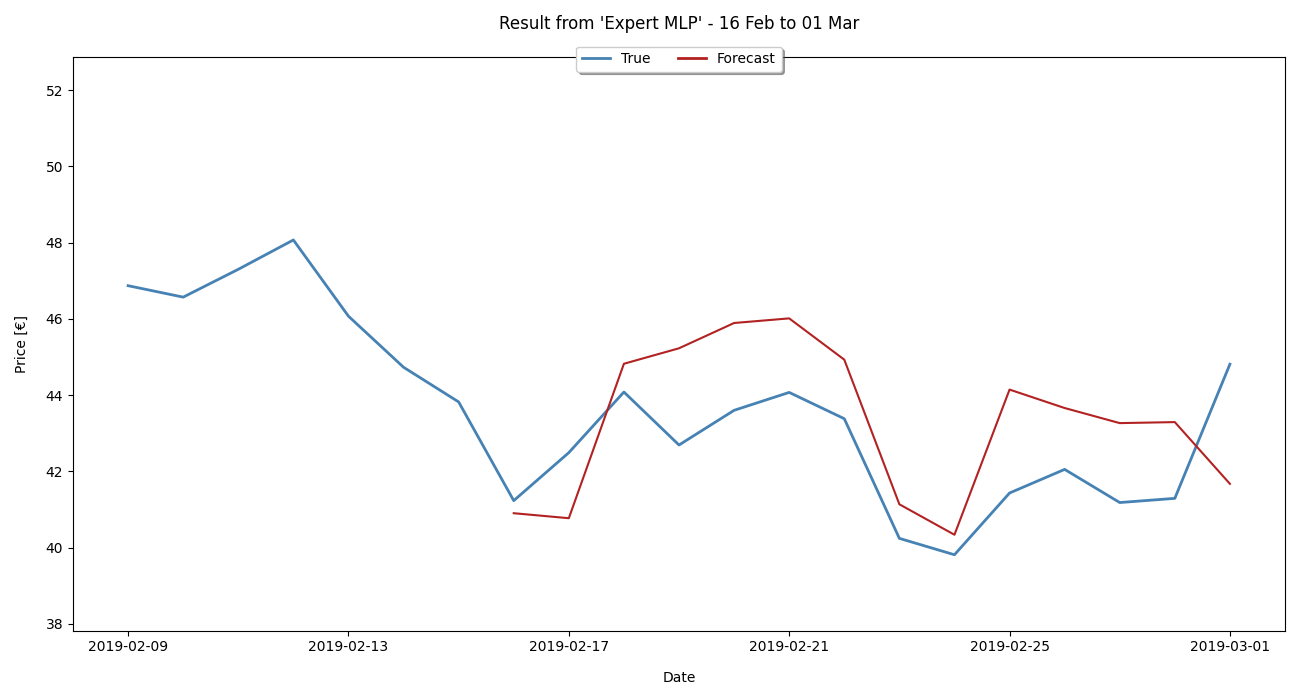 Result from 'Expert MLP' - 16 Feb to 01 Mar
True Forecast
52
50
48
46
44
42
40
38
Price [€]
2019-02-09 2019-02-13 2019-02-17 2019-02-21 2019-02-25 2019-03-01
Date